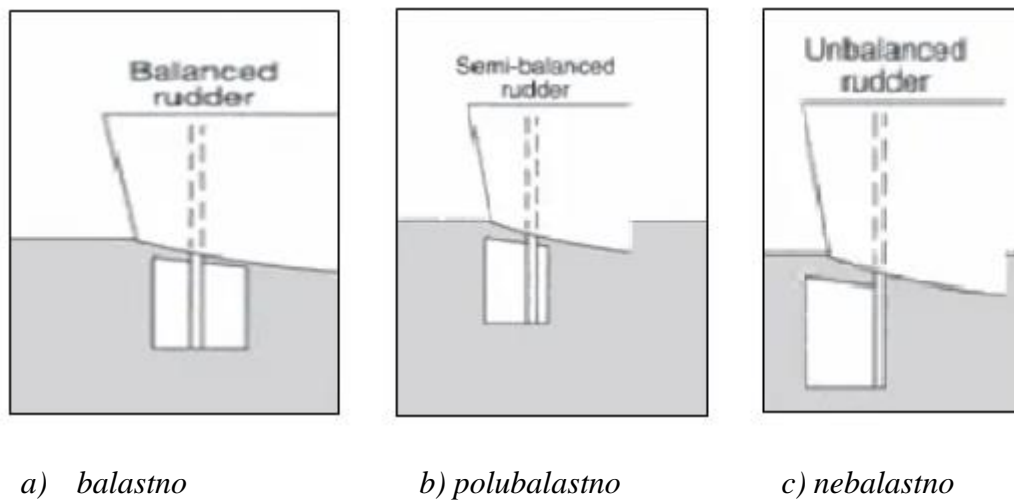 Balanced
rudder
Semi-balanced
rudder
Unbalanced
rudder
a) balastno
b) polubalastno
c) nebalastno